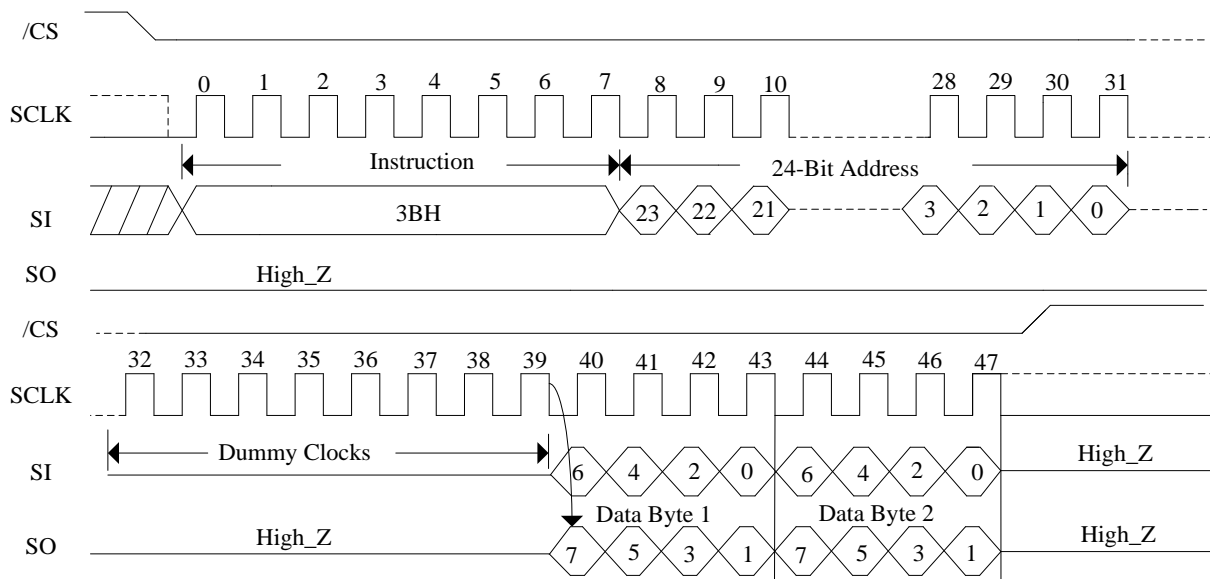 /CS
0 1 2 3 4 5 6 7 8 9 10 28 29 30 31
SCLK
Instruction 24-Bit Address
SI 3BH 23 22 21 3 2 1 0
SO High_Z
/CS
32 33 34 35 36 37 38 39 40 41 42 43 44 45 46 47
SCLK
Dummy Clocks
SI 6 4 2 0 6 4 2 0 High_Z
Data Byte 1 Data Byte 2
SO High_Z 7 5 3 1 7 5 3 1 High_Z